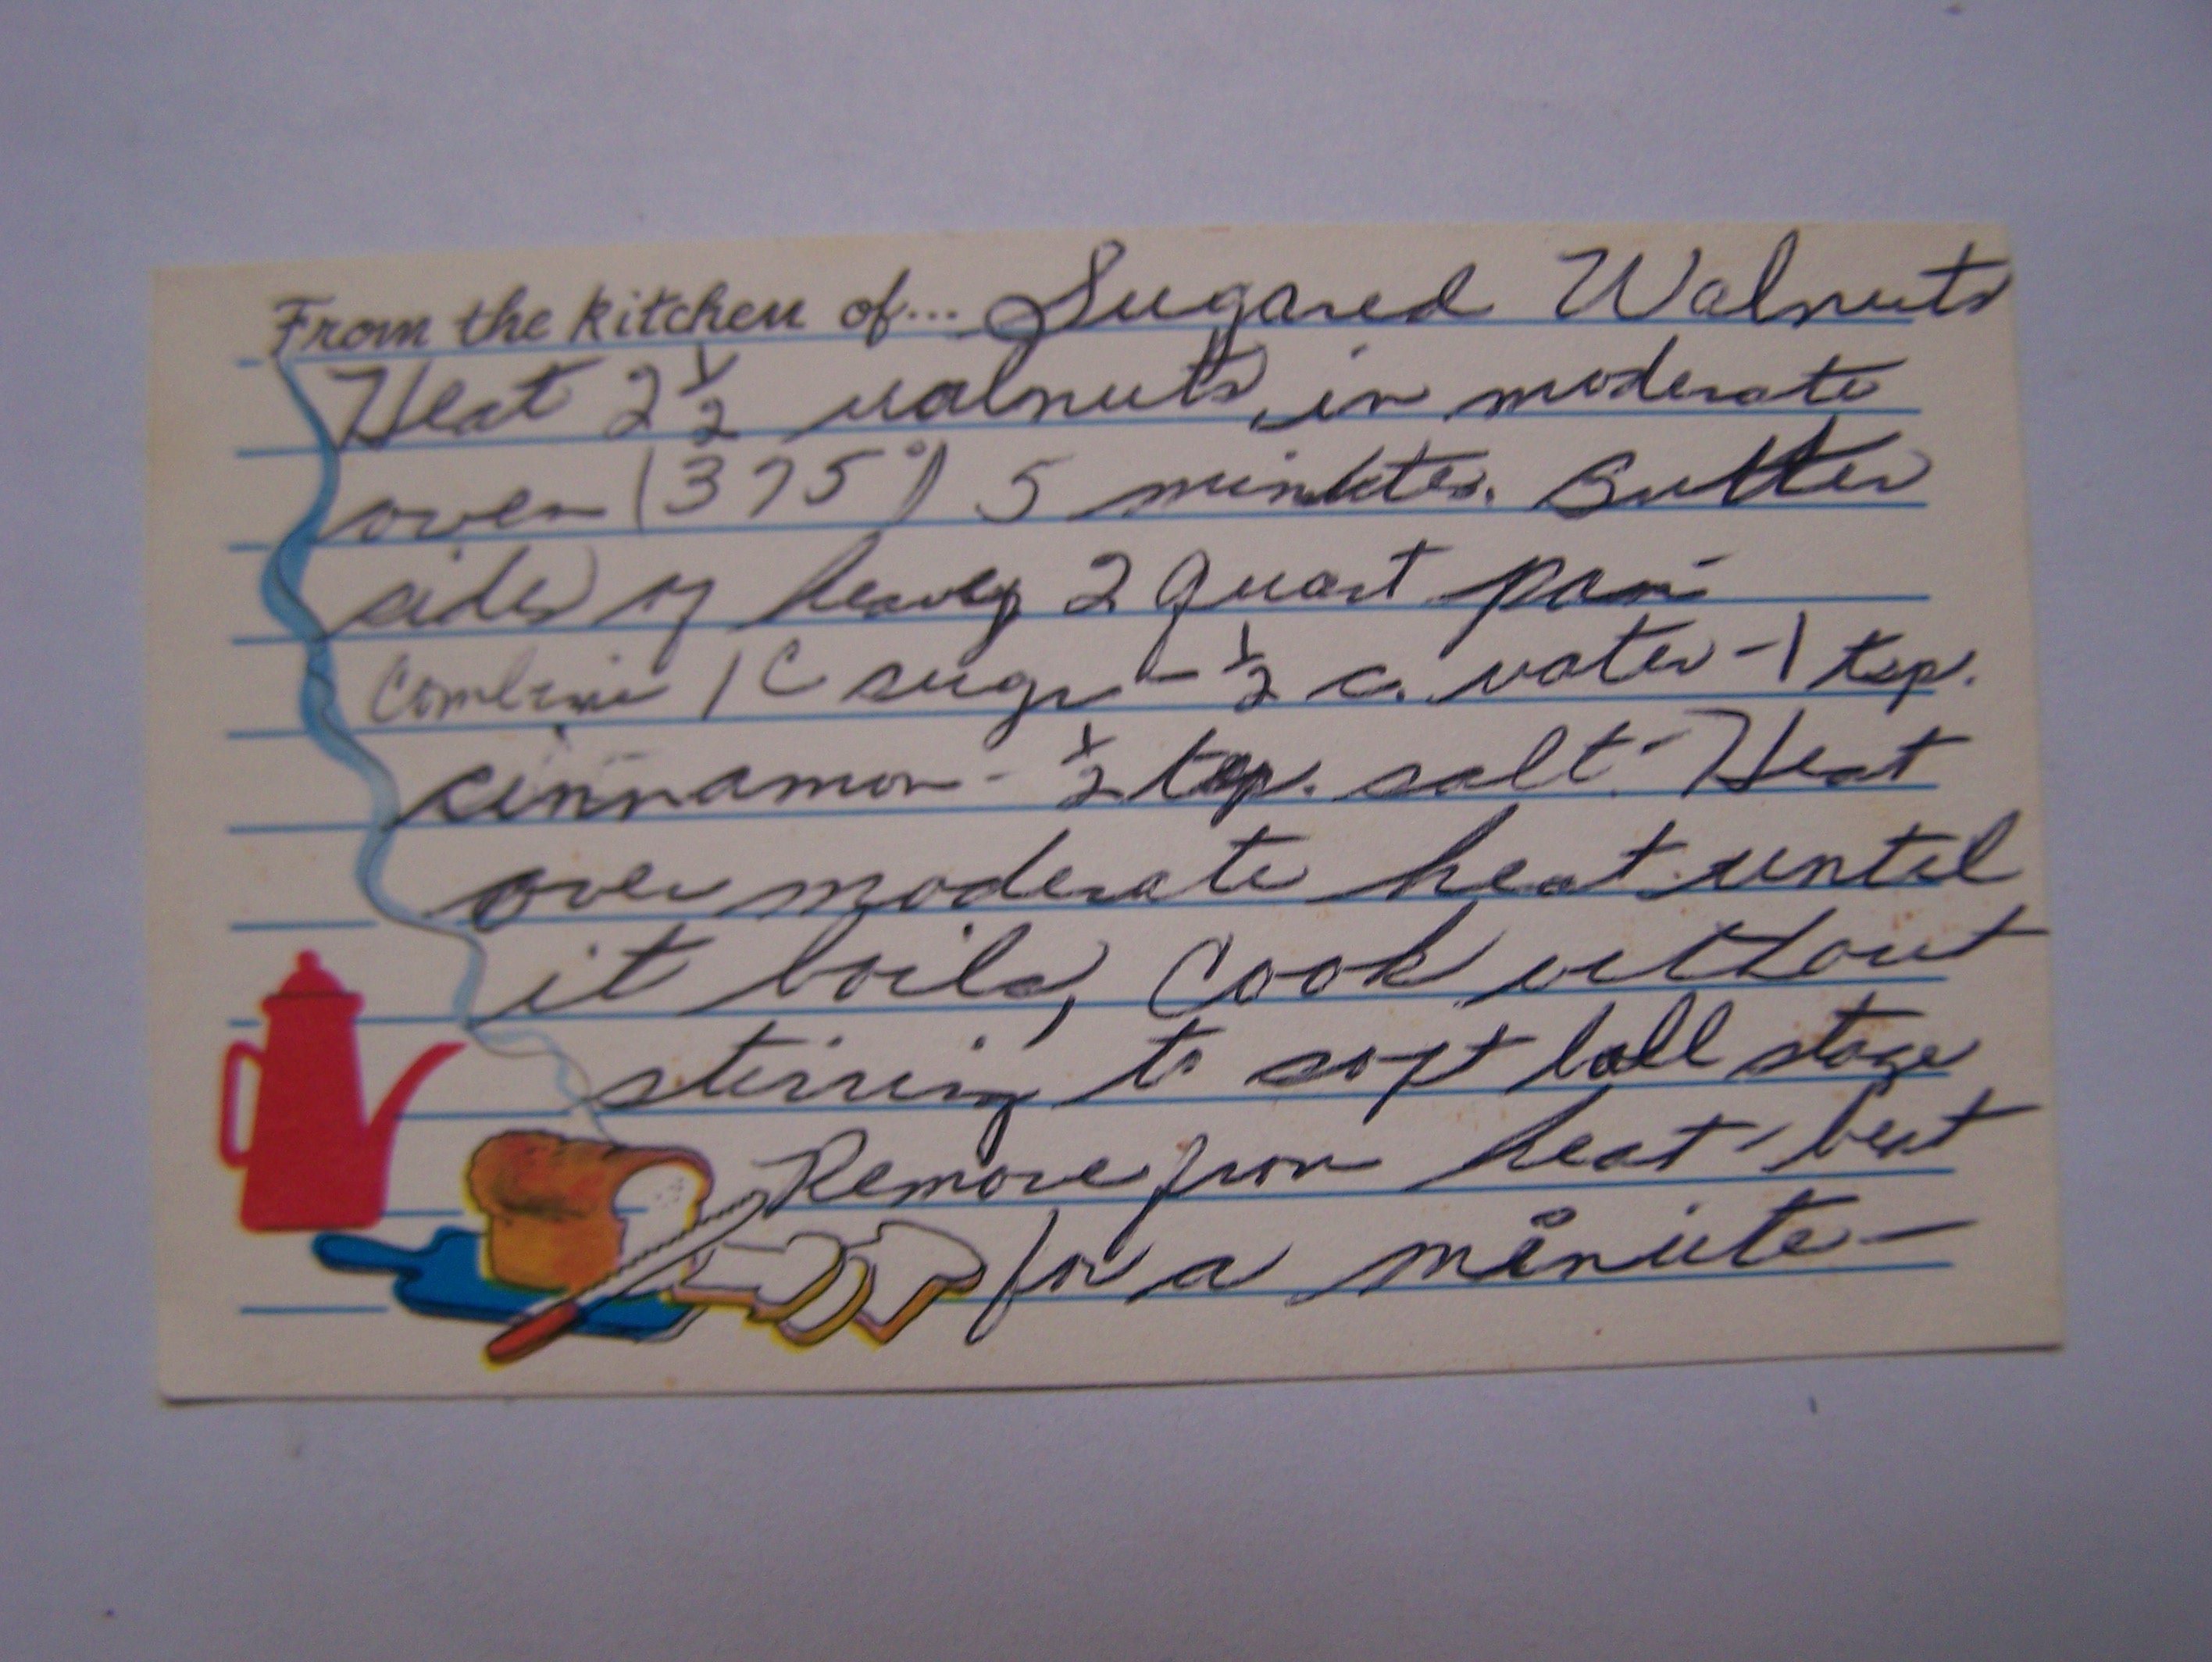 From the kitchen of... Sugared Walnuts
Heat 2 1/2 walnuts in moderate
oven (375°) 5 minutes. Butter
sides of heavy 2 Quart pan -
Combine 1 C sugar - 1/2 c. water - 1 tsp.
cinnamon - 1/2 tsp. salt - Heat
over moderate heat until
it boils, Cook without
stirring to soft ball stage
Remove from heat - beat
for a minute -